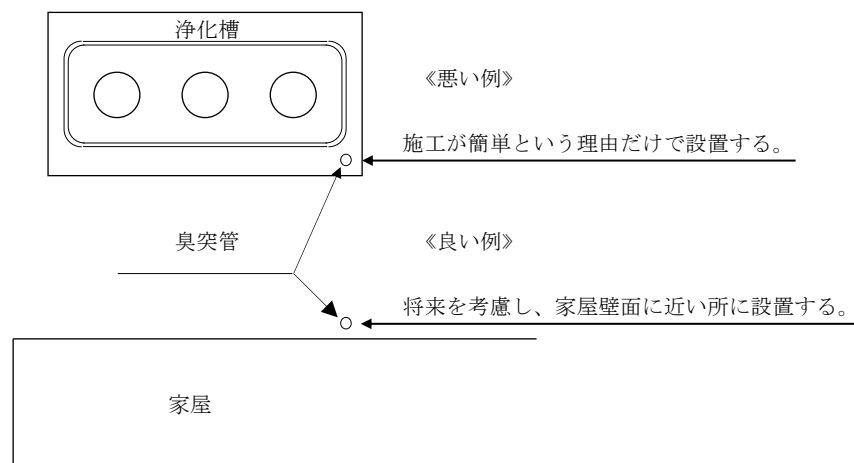 浄化槽
《悪い例》
施工が簡単という理由だけで設置する。
臭突管
《良い例》
将来を考慮し、家屋壁面に近い所に設置する。
家屋